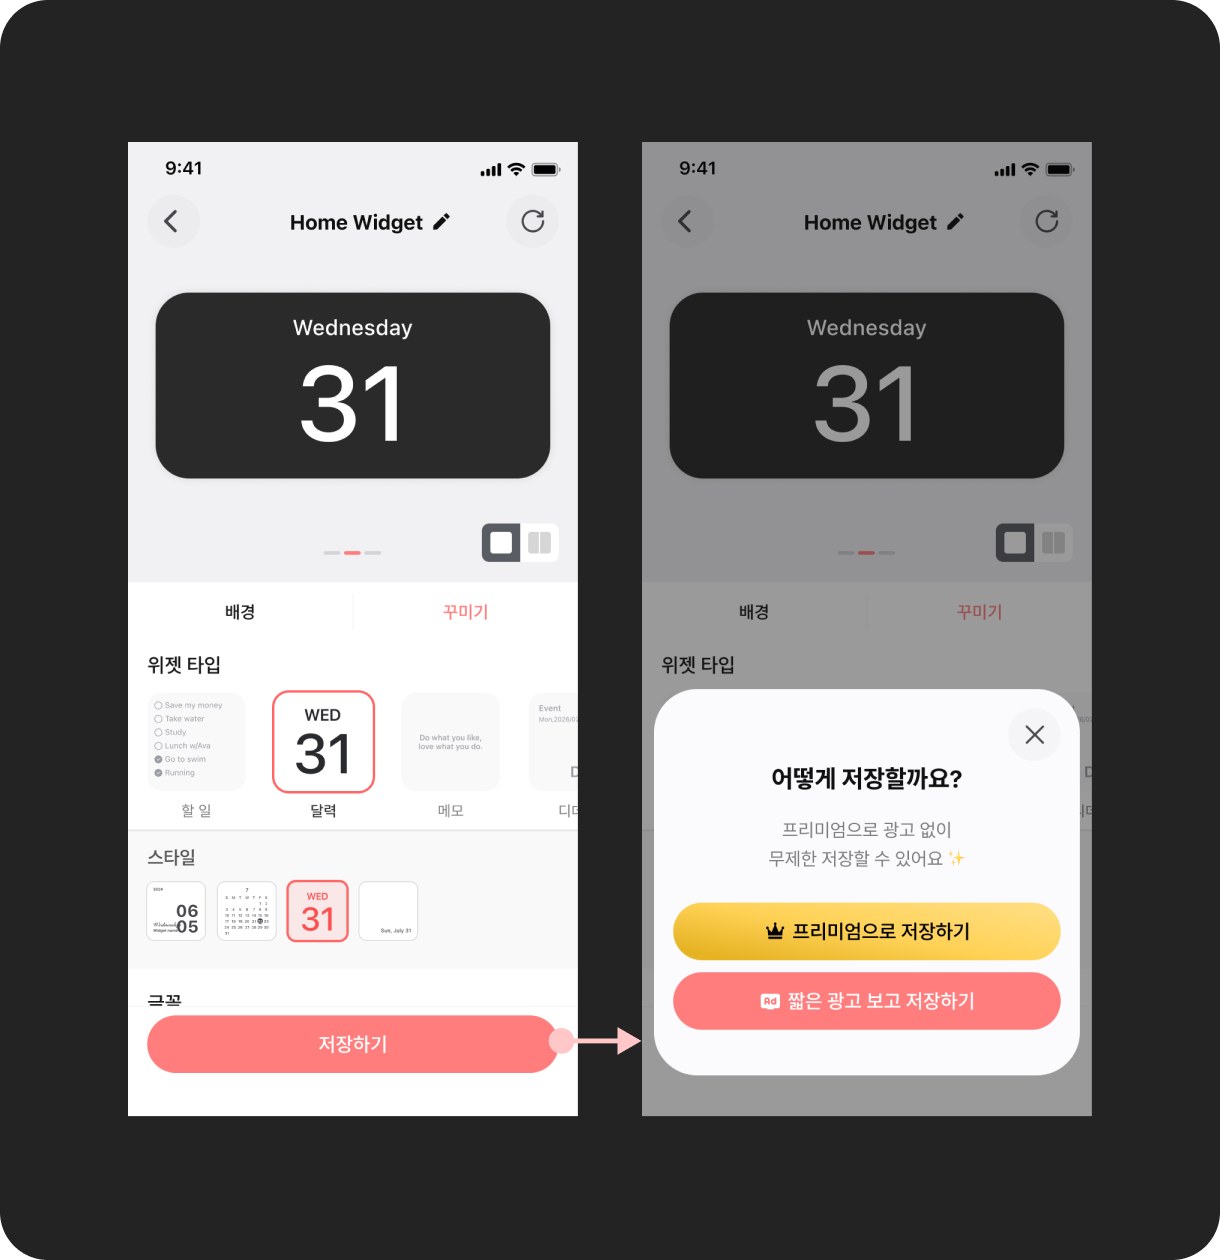 9:41
Home Widget
Wednesday
31
배경
꾸미기
위젯 타입
Save my money
Take water
Study
Lunch w/Ava
Go to swim
Running
할 일
WED
31
달력
Do what you like,
love what you do.
메모
Event
D
스타일
06
05
7
WED
31
Sun, July 31
글꼴
저장하기
9:41
Home Widget
Wednesday
31
배경
꾸미기
위젯 타입
어떻게 저장할까요?
프리미엄으로 광고 없이
무제한 저장할 수 있어요 ✨
프리미엄으로 저장하기
Ad 짧은 광고 보고 저장하기